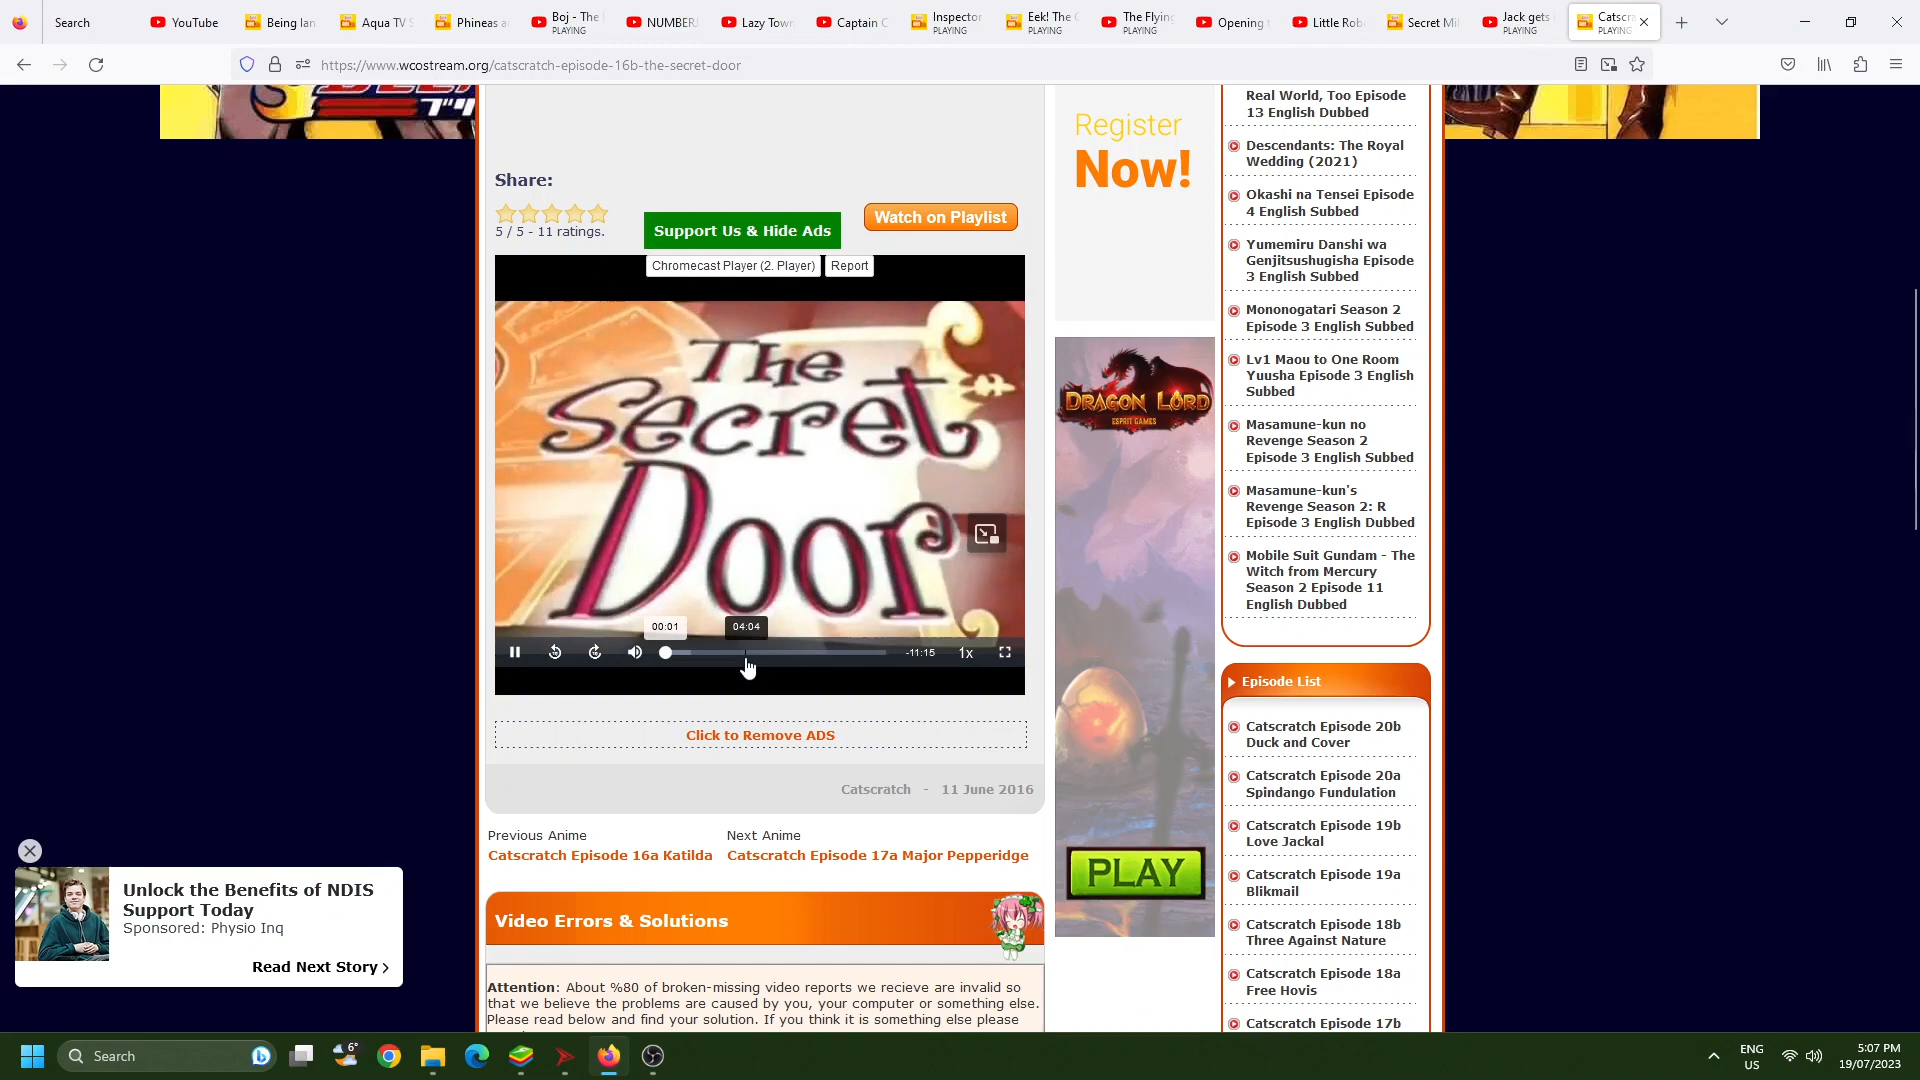 Search
YouTube
Being Ian
Aqua TV S
Phineas a
Boj - The
PLAYING
NUMBER
Lazy Town
Captain C
Inspector
PLAYING
Eek! The C
PLAYING
The Flying
PLAYING
Opening t
Little Rob
Secret Mil
Jack gets
PLAYING
Catscra
PLAYING
https://www.wcostream.org/catscratch-episode-16b-the-secret-door
Share:
5 / 5 - 11 ratings.
Support Us & Hide Ads
Watch on Playlist
Chromecast Player (2. Player)
Report
The
Secret
Door
00:01
04:04
-11:15
1x
Click to Remove ADS
Catscratch - 11 June 2016
Previous Anime
Catscratch Episode 16a Katilda
Next Anime
Catscratch Episode 17a Major Pepperidge
Video Errors & Solutions
Attention: About %80 of broken-missing video reports we recieve are invalid so
that we believe the problems are caused by you, your computer or something else.
Please read below and find your solution. If you think it is something else please
Register
Now!
DRAGON LORD
ESPRIT GAMES
PLAY
Real World, Too Episode
13 English Dubbed
Descendants: The Royal
Wedding (2021)
Okashi na Tensei Episode
4 English Subbed
Yumemiru Danshi wa
Genjitsushugisha Episode
3 English Subbed
Mononogatari Season 2
Episode 3 English Subbed
Lv1 Maou to One Room
Yuusha Episode 3 English
Subbed
Masamune-kun no
Revenge Season 2
Episode 3 English Subbed
Masamune-kun's
Revenge Season 2: R
Episode 3 English Dubbed
Mobile Suit Gundam - The
Witch from Mercury
Season 2 Episode 11
English Dubbed
Episode List
Catscratch Episode 20b
Duck and Cover
Catscratch Episode 20a
Spindango Fundulation
Catscratch Episode 19b
Love Jackal
Catscratch Episode 19a
Blikmail
Catscratch Episode 18b
Three Against Nature
Catscratch Episode 18a
Free Hovis
Catscratch Episode 17b
Unlock the Benefits of NDIS
Support Today
Sponsored: Physio Inq
Read Next Story
Search
6°
ENG
US
5:07 PM
19/07/2023